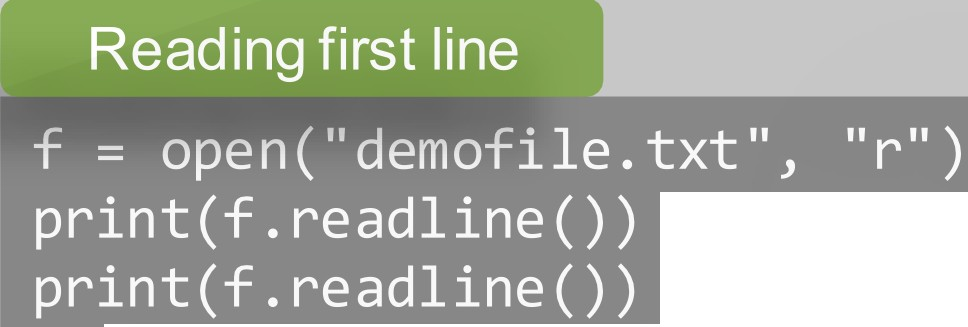 Reading first line
f = open("demofile.txt", "r")
print(f.readline())
print(f.readline())